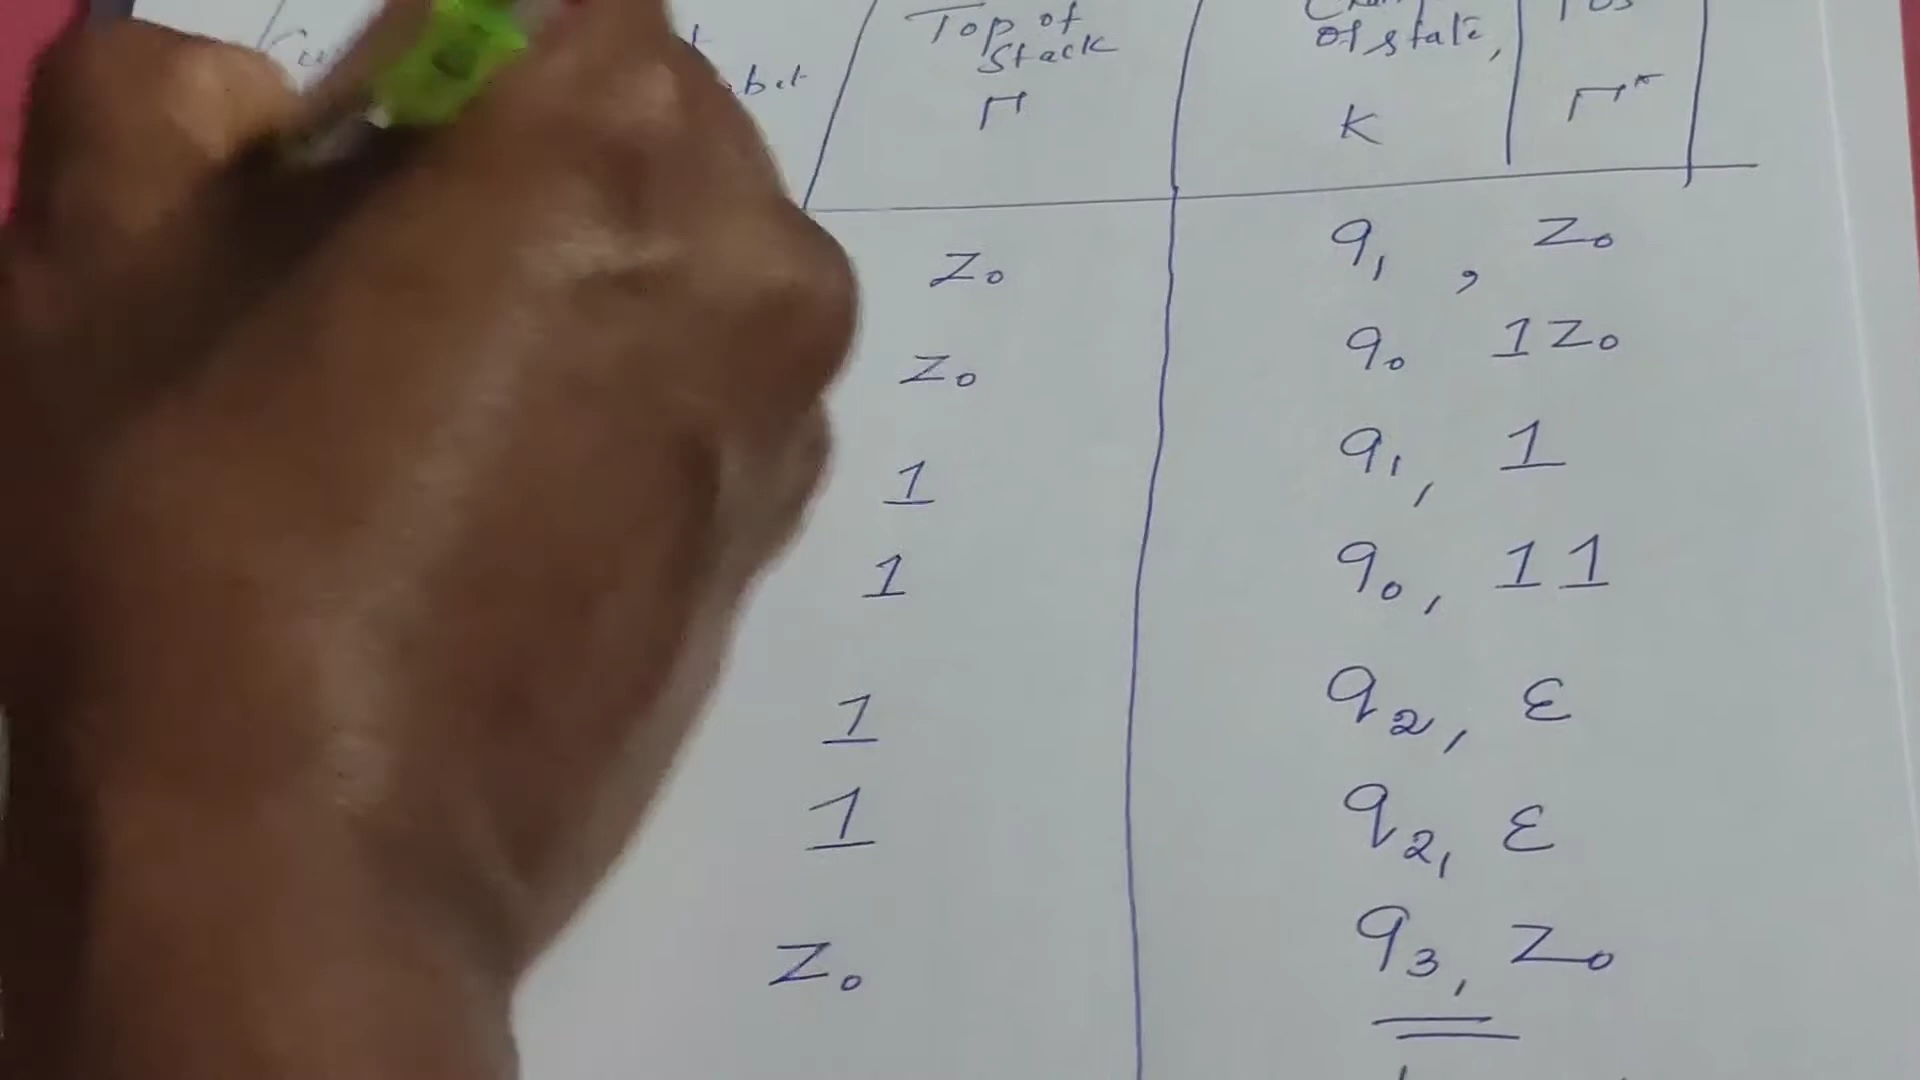 Top of
Stack
Γ
of state,
K
Γ*
Z₀ q₁, Z₀
Z₀ q₀ 1Z₀
1 q₁, 1
1 q₀, 11
1 q₂, ε
1 q₂, ε
Z₀ q₃, Z₀